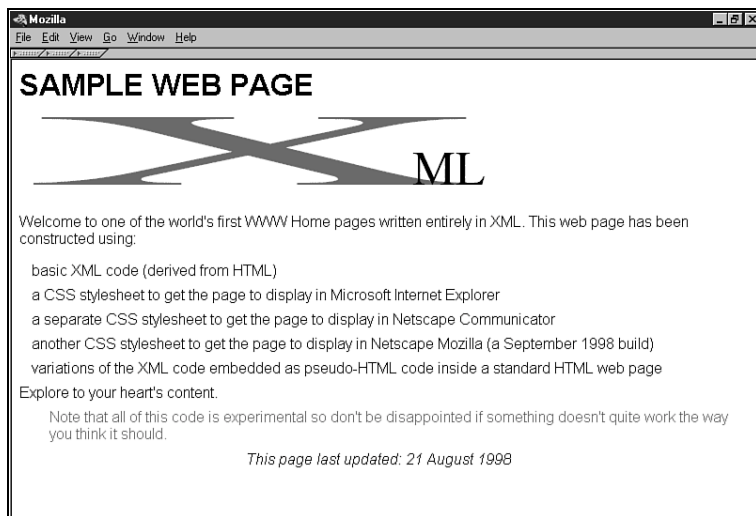 Mozilla
File Edit View Go Window Help
SAMPLE WEB PAGE
XML
Welcome to one of the world's first WWW Home pages written entirely in XML. This web page has been
constructed using:
basic XML code (derived from HTML)
a CSS stylesheet to get the page to display in Microsoft Internet Explorer
a separate CSS stylesheet to get the page to display in Netscape Communicator
another CSS stylesheet to get the page to display in Netscape Mozilla (a September 1998 build)
variations of the XML code embedded as pseudo-HTML code inside a standard HTML web page
Explore to your heart's content.
Note that all of this code is experimental so don't be disappointed if something doesn't quite work the way
you think it should.
This page last updated: 21 August 1998